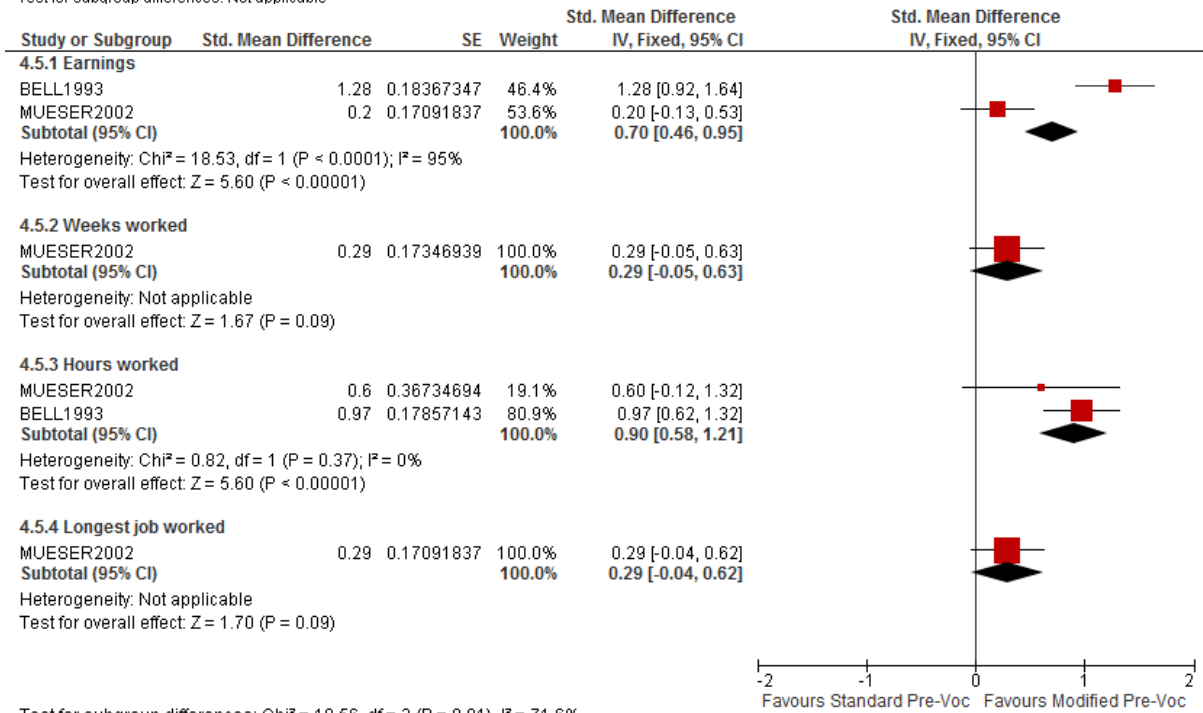 Test for subgroup differences: Not applicable
Std. Mean Difference Std. Mean Difference
Study or Subgroup Std. Mean Difference SE Weight IV, Fixed, 95% CI IV, Fixed, 95% CI
4.5.1 Earnings
BELL1993 1.28 0.18367347 46.4% 1.28 [0.92, 1.64]
MUESER2002 0.2 0.17091837 53.6% 0.20 [-0.13, 0.53]
Subtotal (95% CI) 100.0% 0.70 [0.46, 0.95]
Heterogeneity: Chi² = 18.53, df = 1 (P < 0.0001); I² = 95%
Test for overall effect: Z = 5.60 (P < 0.00001)
4.5.2 Weeks worked
MUESER2002 0.29 0.17346939 100.0% 0.29 [-0.05, 0.63]
Subtotal (95% CI) 100.0% 0.29 [-0.05, 0.63]
Heterogeneity: Not applicable
Test for overall effect: Z = 1.67 (P = 0.09)
4.5.3 Hours worked
MUESER2002 0.6 0.36734694 19.1% 0.60 [-0.12, 1.32]
BELL1993 0.97 0.17857143 80.9% 0.97 [0.62, 1.32]
Subtotal (95% CI) 100.0% 0.90 [0.58, 1.21]
Heterogeneity: Chi² = 0.82, df = 1 (P = 0.37); I² = 0%
Test for overall effect: Z = 5.60 (P < 0.00001)
4.5.4 Longest job worked
MUESER2002 0.29 0.17091837 100.0% 0.29 [-0.04, 0.62]
Subtotal (95% CI) 100.0% 0.29 [-0.04, 0.62]
Heterogeneity: Not applicable
Test for overall effect: Z = 1.70 (P = 0.09)
-2 -1 0 1 2
Favours Standard Pre-Voc Favours Modified Pre-Voc
Test for subgroup differences: Chi² =